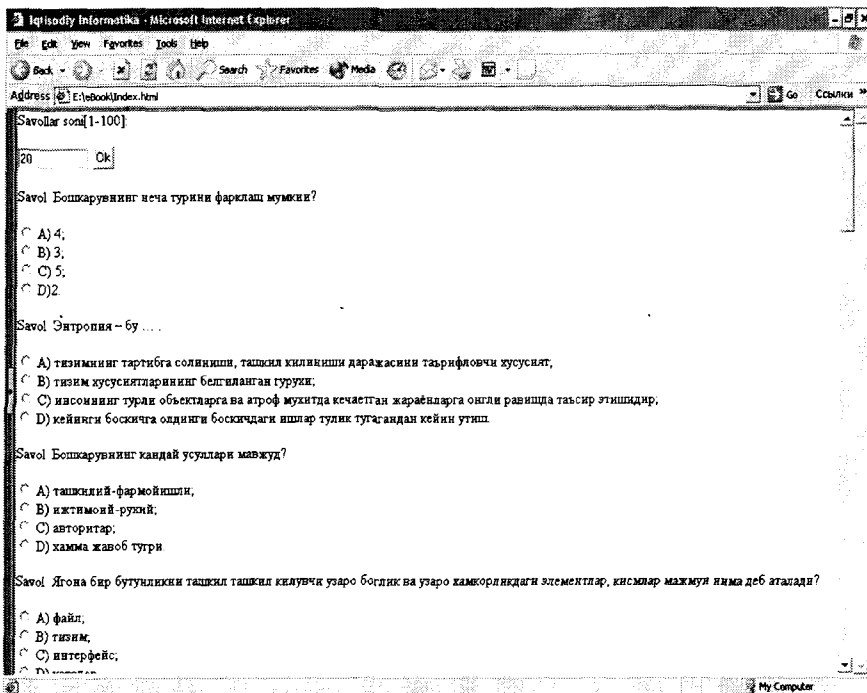 Iqtisodiy Informatika - Microsoft Internet Explorer
File Edit View Favorites Tools Help
Back Search Favorites Media
Address E:\eBook\Index.html Go Ссылки »
Savollar soni[1-100]:
20 Ok
Savol Бошкарувнинг неча турини фарклаш мумкин?
A) 4;
B) 3;
C) 5;
D)2.
Savol Энтропия – бу ... .
A) тизимнинг тартибга солиниши, ташкил килиниши даражасини таърифловчи хусусият;
B) тизим хусусиятларининг белгиланган гурухи;
C) инсоннинг турли объектларга ва атроф мухитда кечаетган жараёнларга онгли равишда таъсир этишидир;
D) кейинги боскичга олдинги боскичдаги ишлар тулик тугагандан кейин утиш.
Savol Бошкарувнинг кандай усуллари мавжуд?
A) ташкилий-фармойишли;
B) ижтимоий-рухий;
C) авторитар;
D) хамма жавоб тугри.
Savol Ягона бир бутунликни ташкил ташкил килувчи узаро боглик ва узаро хамкорликдаги элементлар, кисмлар мажмуи нима деб аталади?
A) файл;
B) тизим;
C) интерфейс;
My Computer